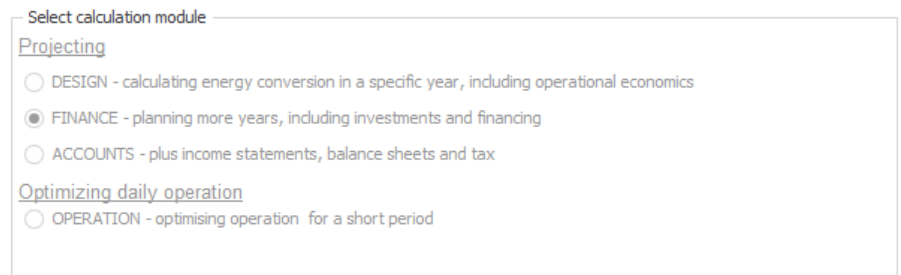 Select calculation module
Projecting
DESIGN - calculating energy conversion in a specific year, including operational economics
FINANCE - planning more years, including investments and financing
ACCOUNTS - plus income statements, balance sheets and tax
Optimizing daily operation
OPERATION - optimising operation  for a short period